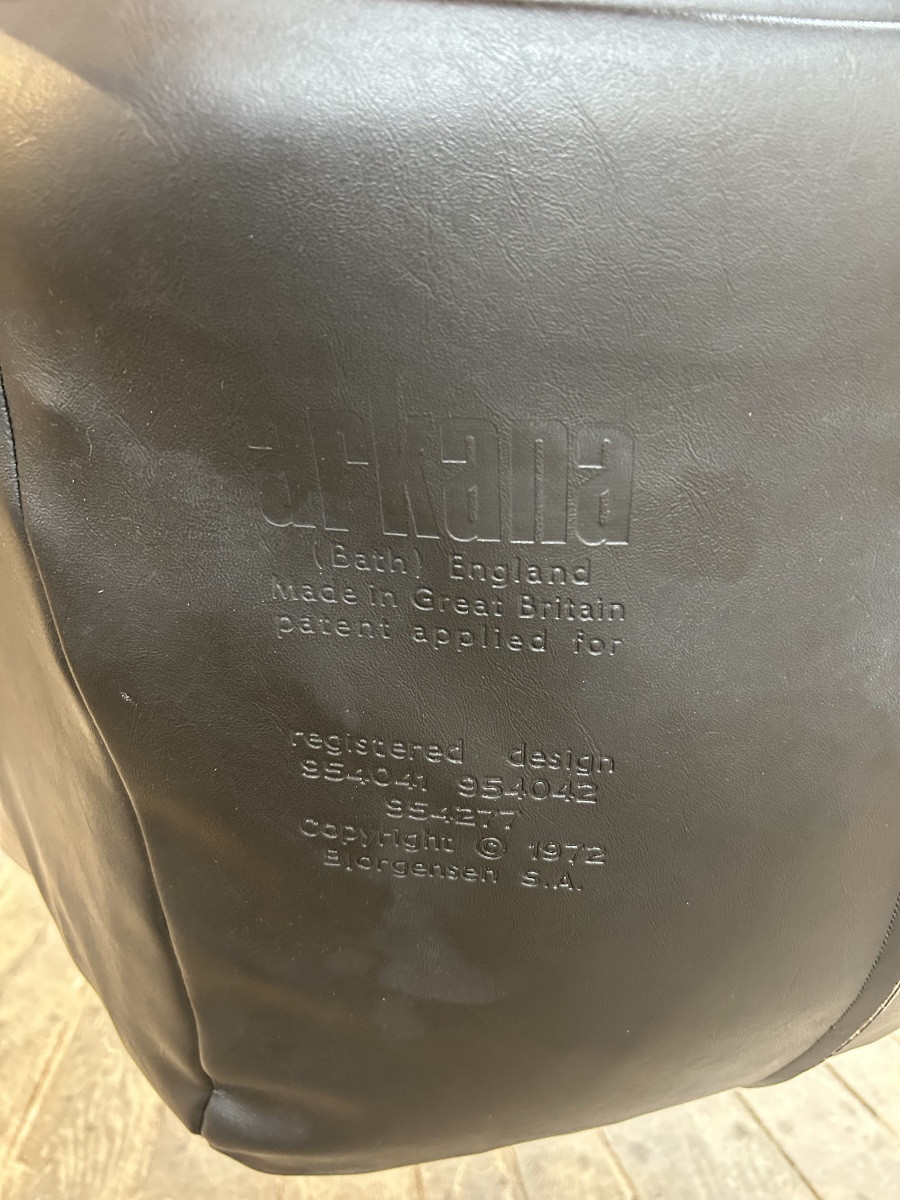 arkana
(Bath) England
Made in Great Britain
patent applied for
registered design
954041 954042
954277
Copyright © 1972
Bjorgensen S.A.